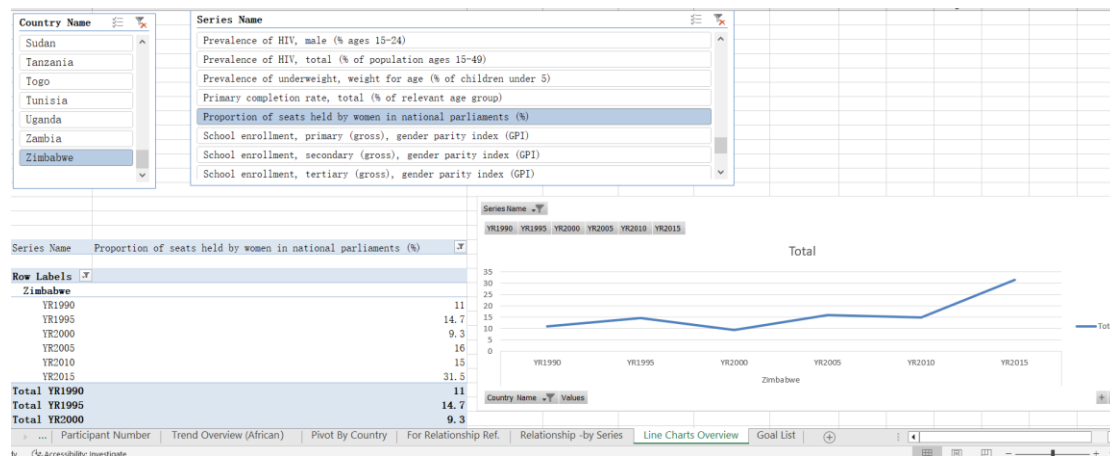 Country Name
Sudan
Tanzania
Togo
Tunisia
Uganda
Zambia
Zimbabwe
Series Name
Prevalence of HIV, male (% ages 15-24)
Prevalence of HIV, total (% of population ages 15-49)
Prevalence of underweight, weight for age (% of children under 5)
Primary completion rate, total (% of relevant age group)
Proportion of seats held by women in national parliaments (%)
School enrollment, primary (gross), gender parity index (GPI)
School enrollment, secondary (gross), gender parity index (GPI)
School enrollment, tertiary (gross), gender parity index (GPI)
Series Name Proportion of seats held by women in national parliaments (%)
Row Labels
Zimbabwe
YR1990 11
YR1995 14.7
YR2000 9.3
YR2005 16
YR2010 15
YR2015 31.5
Total YR1990 11
Total YR1995 14.7
Total YR2000 9.3
Series Name
YR1990 YR1995 YR2000 YR2005 YR2010 YR2015
Total
35
30
25
20
15
10
5
0
YR1990 YR1995 YR2000 YR2005 YR2010 YR2015
Zimbabwe
Tot
Country Name Values
... Participant Number Trend Overview (African) Pivot By Country For Relationship Ref. Relationship -by Series Line Charts Overview Goal List
Accessibility: Investigate